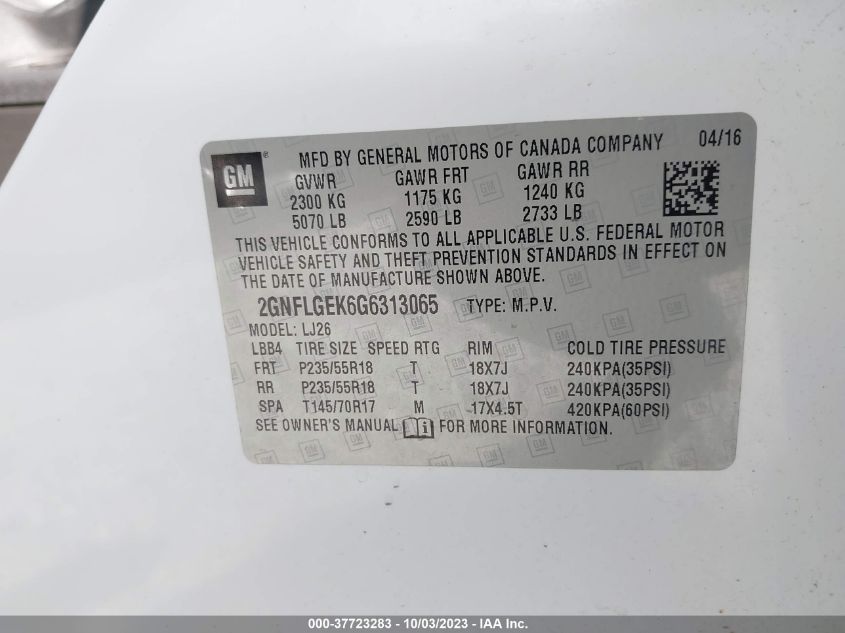 GM ® MFD BY GENERAL MOTORS OF CANADA COMPANY 04/16
GVWR GAWR FRT GAWR RR
2300 KG 1175 KG 1240 KG
5070 LB 2590 LB 2733 LB
THIS VEHICLE CONFORMS TO ALL APPLICABLE U.S. FEDERAL MOTOR
VEHICLE SAFETY AND THEFT PREVENTION STANDARDS IN EFFECT ON
THE DATE OF MANUFACTURE SHOWN ABOVE.
2GNFLGEK6G6313065 TYPE: M.P.V.
MODEL: LJ26
LBB4 TIRE SIZE SPEED RTG RIM COLD TIRE PRESSURE
FRT P235/55R18 T 18X7J 240KPA(35PSI)
RR P235/55R18 T 18X7J 240KPA(35PSI)
SPA T145/70R17 M 17X4.5T 420KPA(60PSI)
SEE OWNER'S MANUAL i FOR MORE INFORMATION.
000-37723283 - 10/03/2023 - IAA Inc.